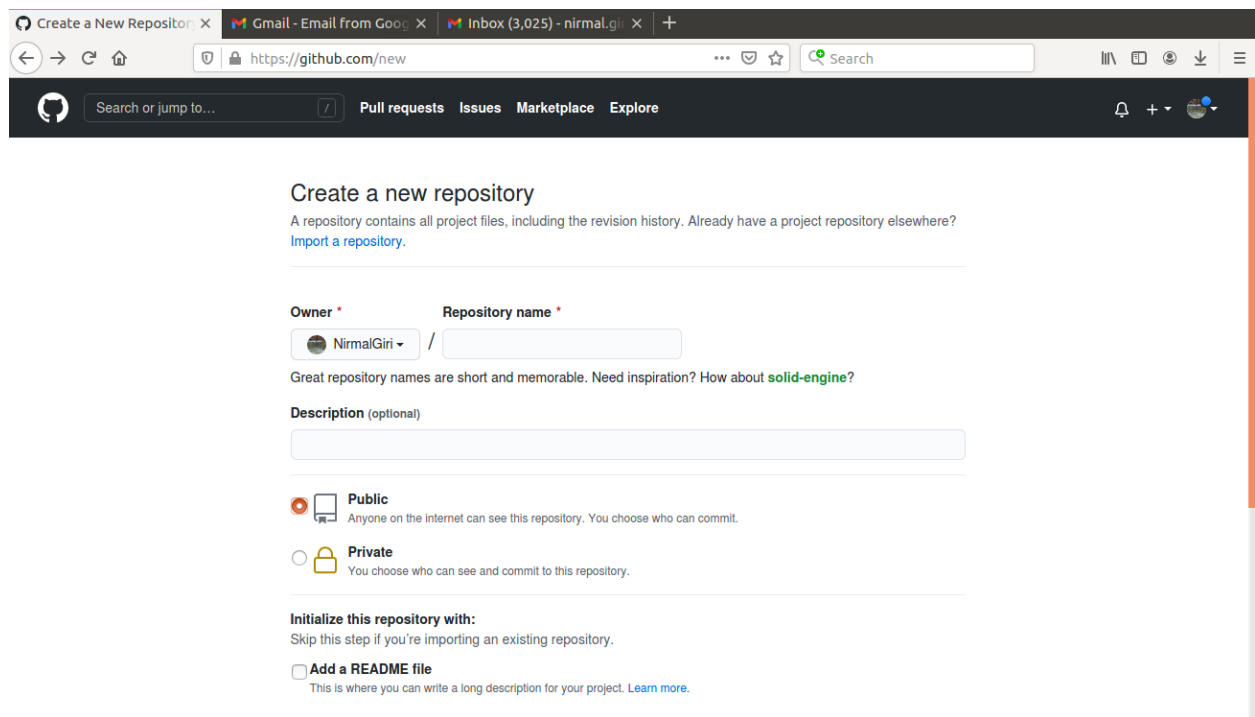 Create a New Repositor
Gmail - Email from Goog
Inbox (3,025) - nirmal.gir
https://github.com/new
Search
Search or jump to...
/
Pull requests Issues Marketplace Explore
Create a new repository
A repository contains all project files, including the revision history. Already have a project repository elsewhere?
Import a repository.
Owner * Repository name *
NirmalGiri /
Great repository names are short and memorable. Need inspiration? How about solid-engine?
Description (optional)
Public
Anyone on the internet can see this repository. You choose who can commit.
Private
You choose who can see and commit to this repository.
Initialize this repository with:
Skip this step if you’re importing an existing repository.
Add a README file
This is where you can write a long description for your project. Learn more.